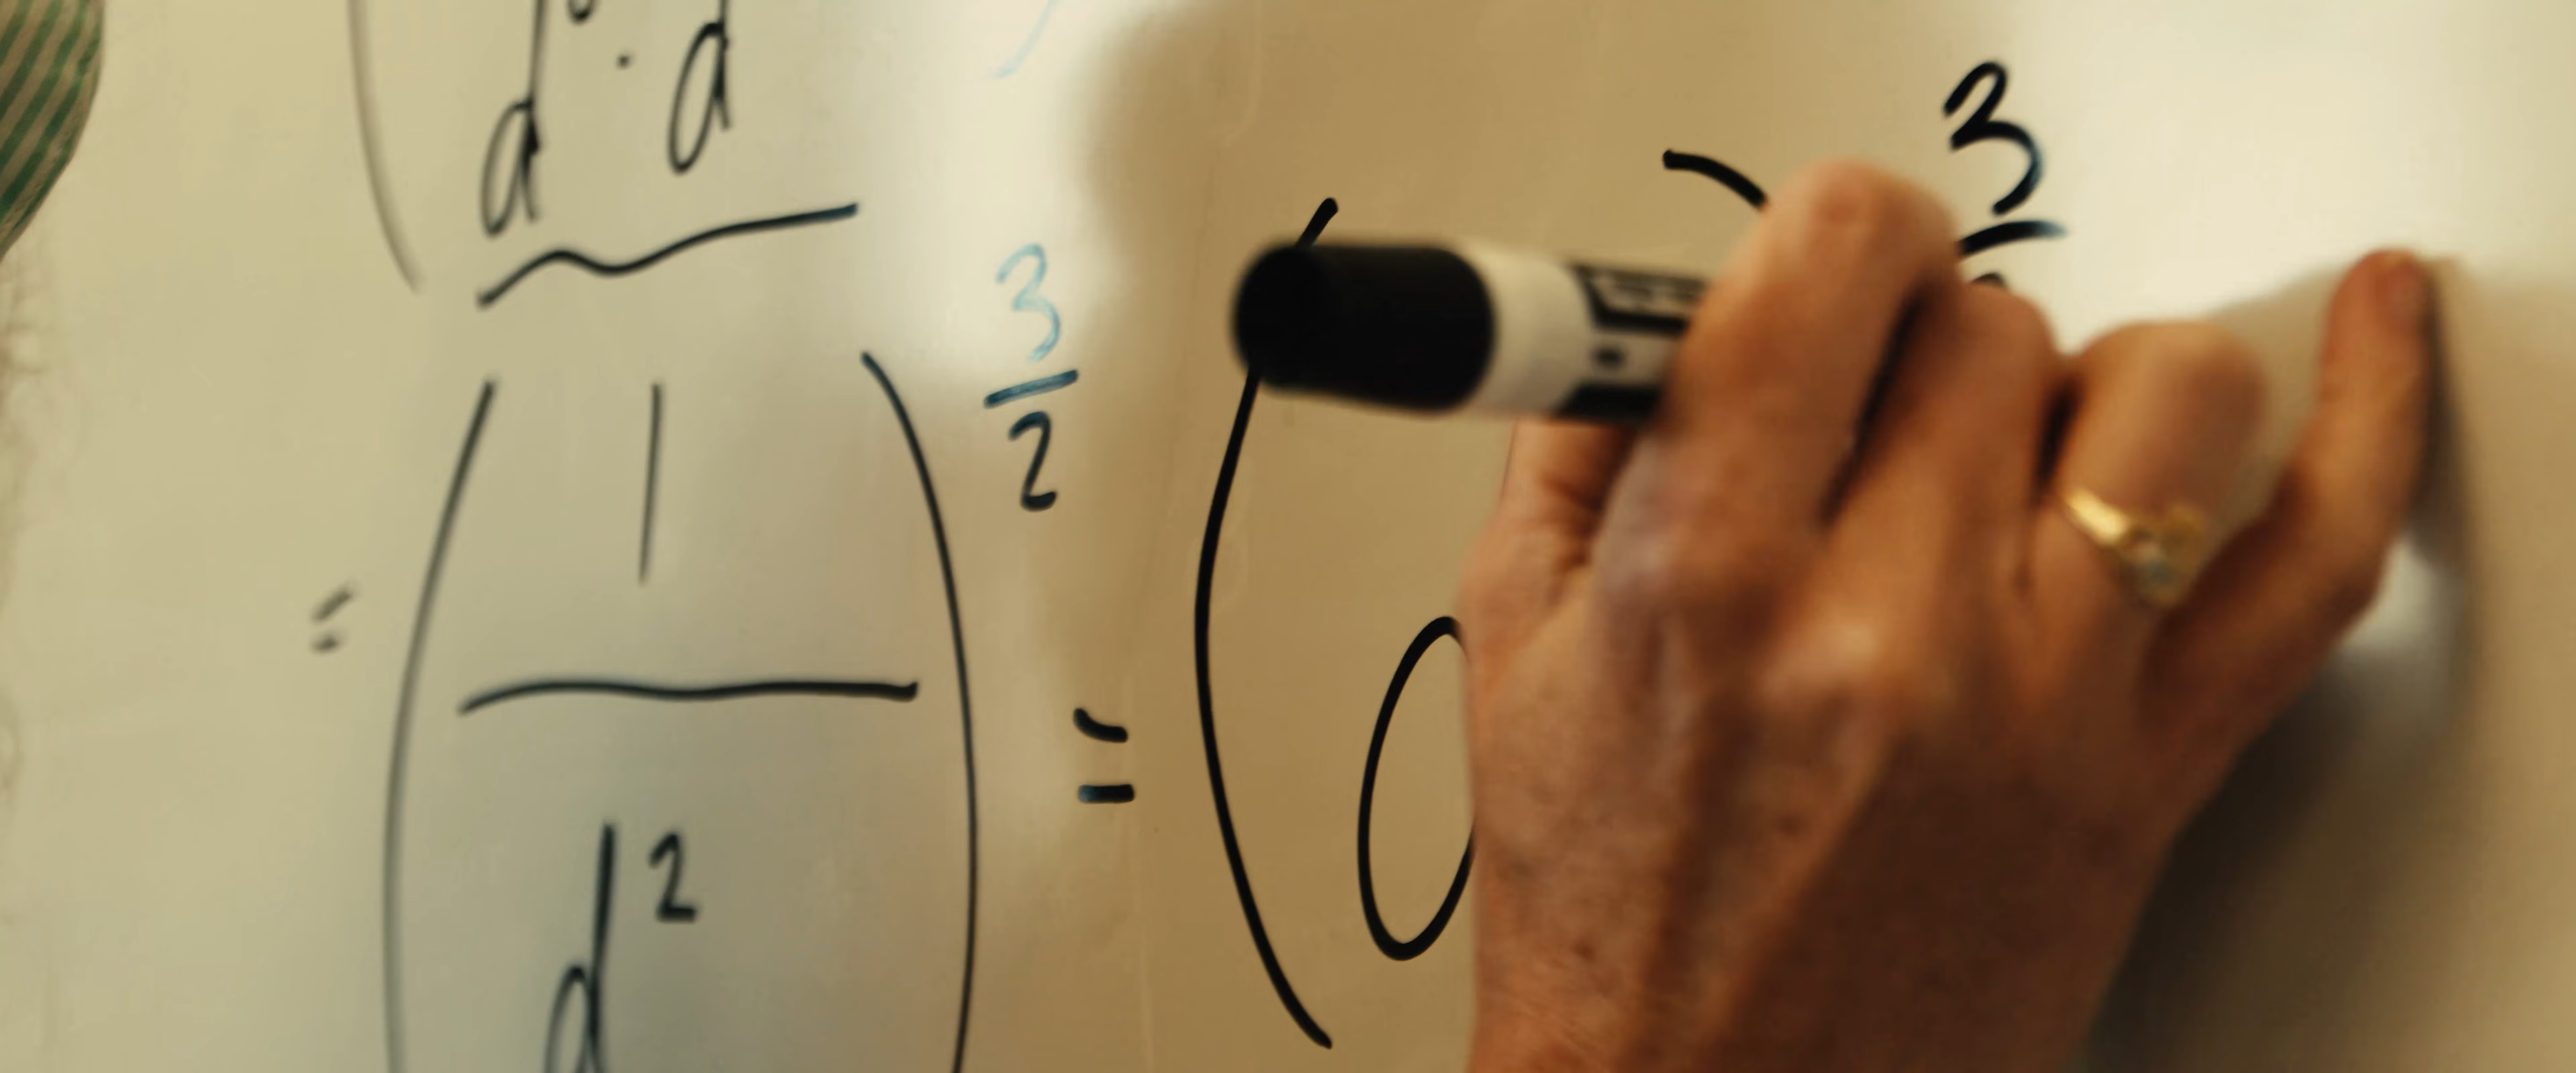 d · d
= ( 1 / d² ) 3/2 = ( ) 3